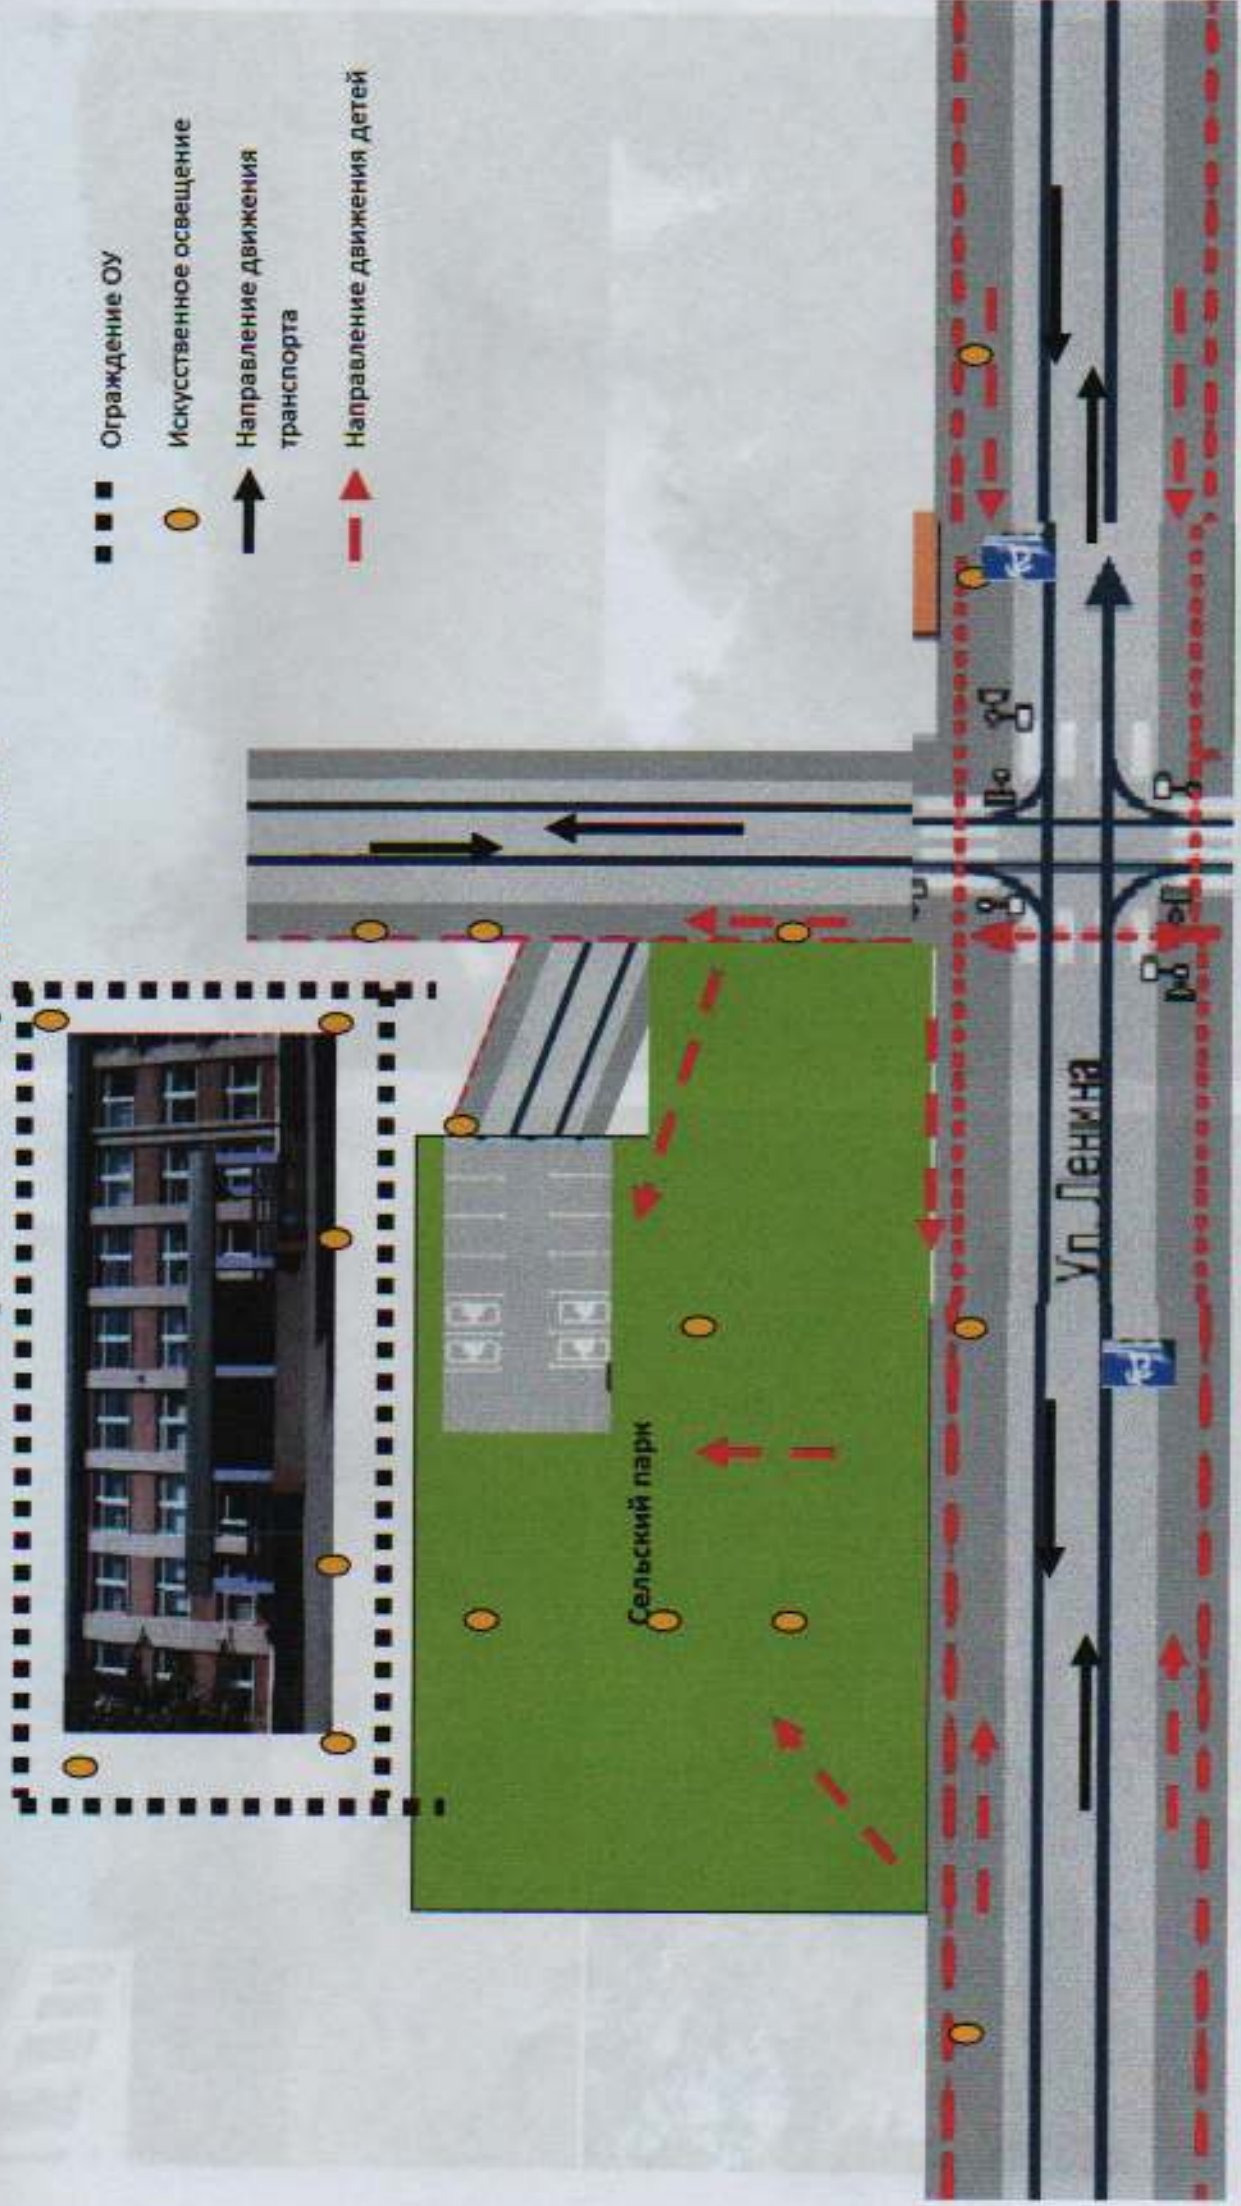 Ограждение ОУ
Искусственное освещение
Направление движения
транспорта
Направление движения детей
Сельский парк
Ул.Ленина